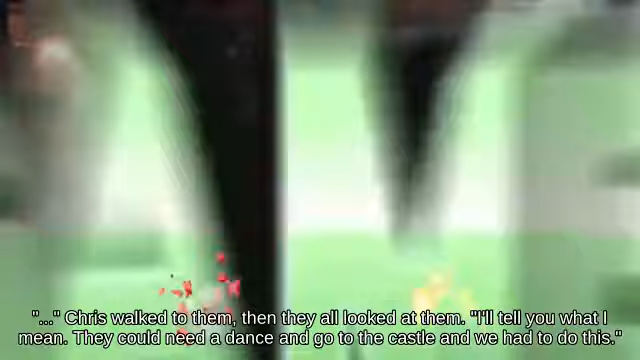 "..." Chris walked to them, then they all looked at them. "I'll tell you what I
mean. They could need a dance and go to the castle and we had to do this."